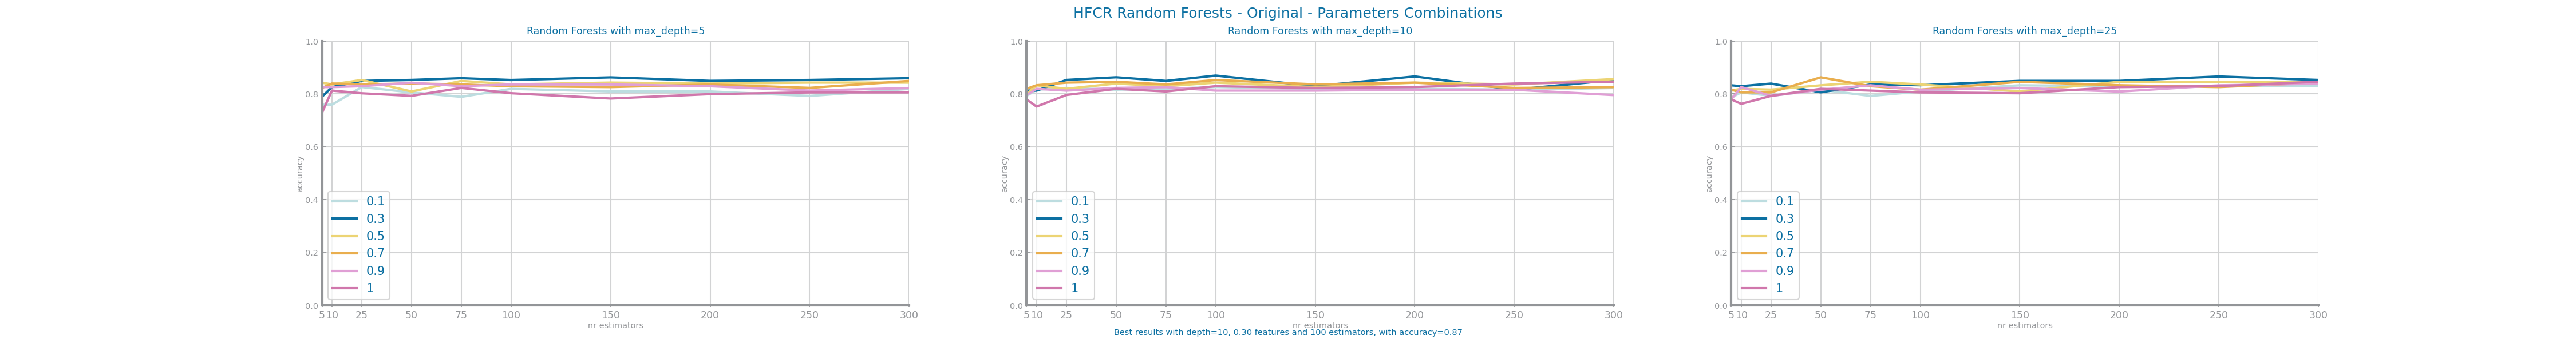 HFCR Random Forests - Original - Parameters Combinations
Random Forests with max_depth=5
1.0
0.8
0.6
0.4
0.2
0.0
accuracy
0.1
0.3
0.5
0.7
0.9
1
5 10 25 50 75 100 150 200 250 300
nr estimators
Random Forests with max_depth=10
1.0
0.8
0.6
0.4
0.2
0.0
accuracy
0.1
0.3
0.5
0.7
0.9
1
5 10 25 50 75 100 150 200 250 300
nr estimators
Random Forests with max_depth=25
1.0
0.8
0.6
0.4
0.2
0.0
accuracy
0.1
0.3
0.5
0.7
0.9
1
5 10 25 50 75 100 150 200 250 300
nr estimators
Best results with depth=10, 0.30 features and 100 estimators, with accuracy=0.87